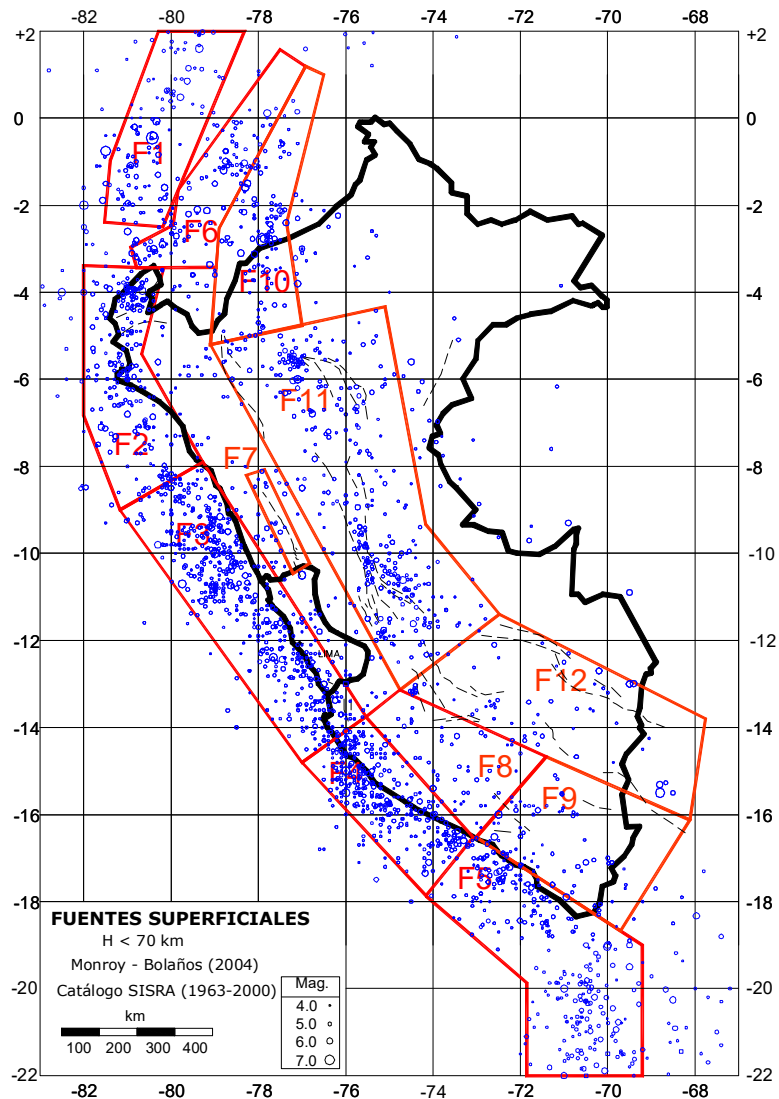 -82 -80 -78 -76 -74 -72 -70 -68
+2 +2
0 0
-2 -2
-4 -4
-6 -6
-8 -8
-10 -10
-12 -12
-14 -14
-16 -16
-18 -18
-20 -20
-22 -22
F1
F6
F10
F11
F2
F7
F3
LIMA
F12
F4
F8
F9
F5
FUENTES SUPERFICIALES
H < 70 km
Monroy - Bolaños (2004)
Catálogo SISRA (1963-2000)
km
100 200 300 400
Mag.
4.0
5.0
6.0
7.0
-82 -80 -78 -76 -74 -72 -70 -68